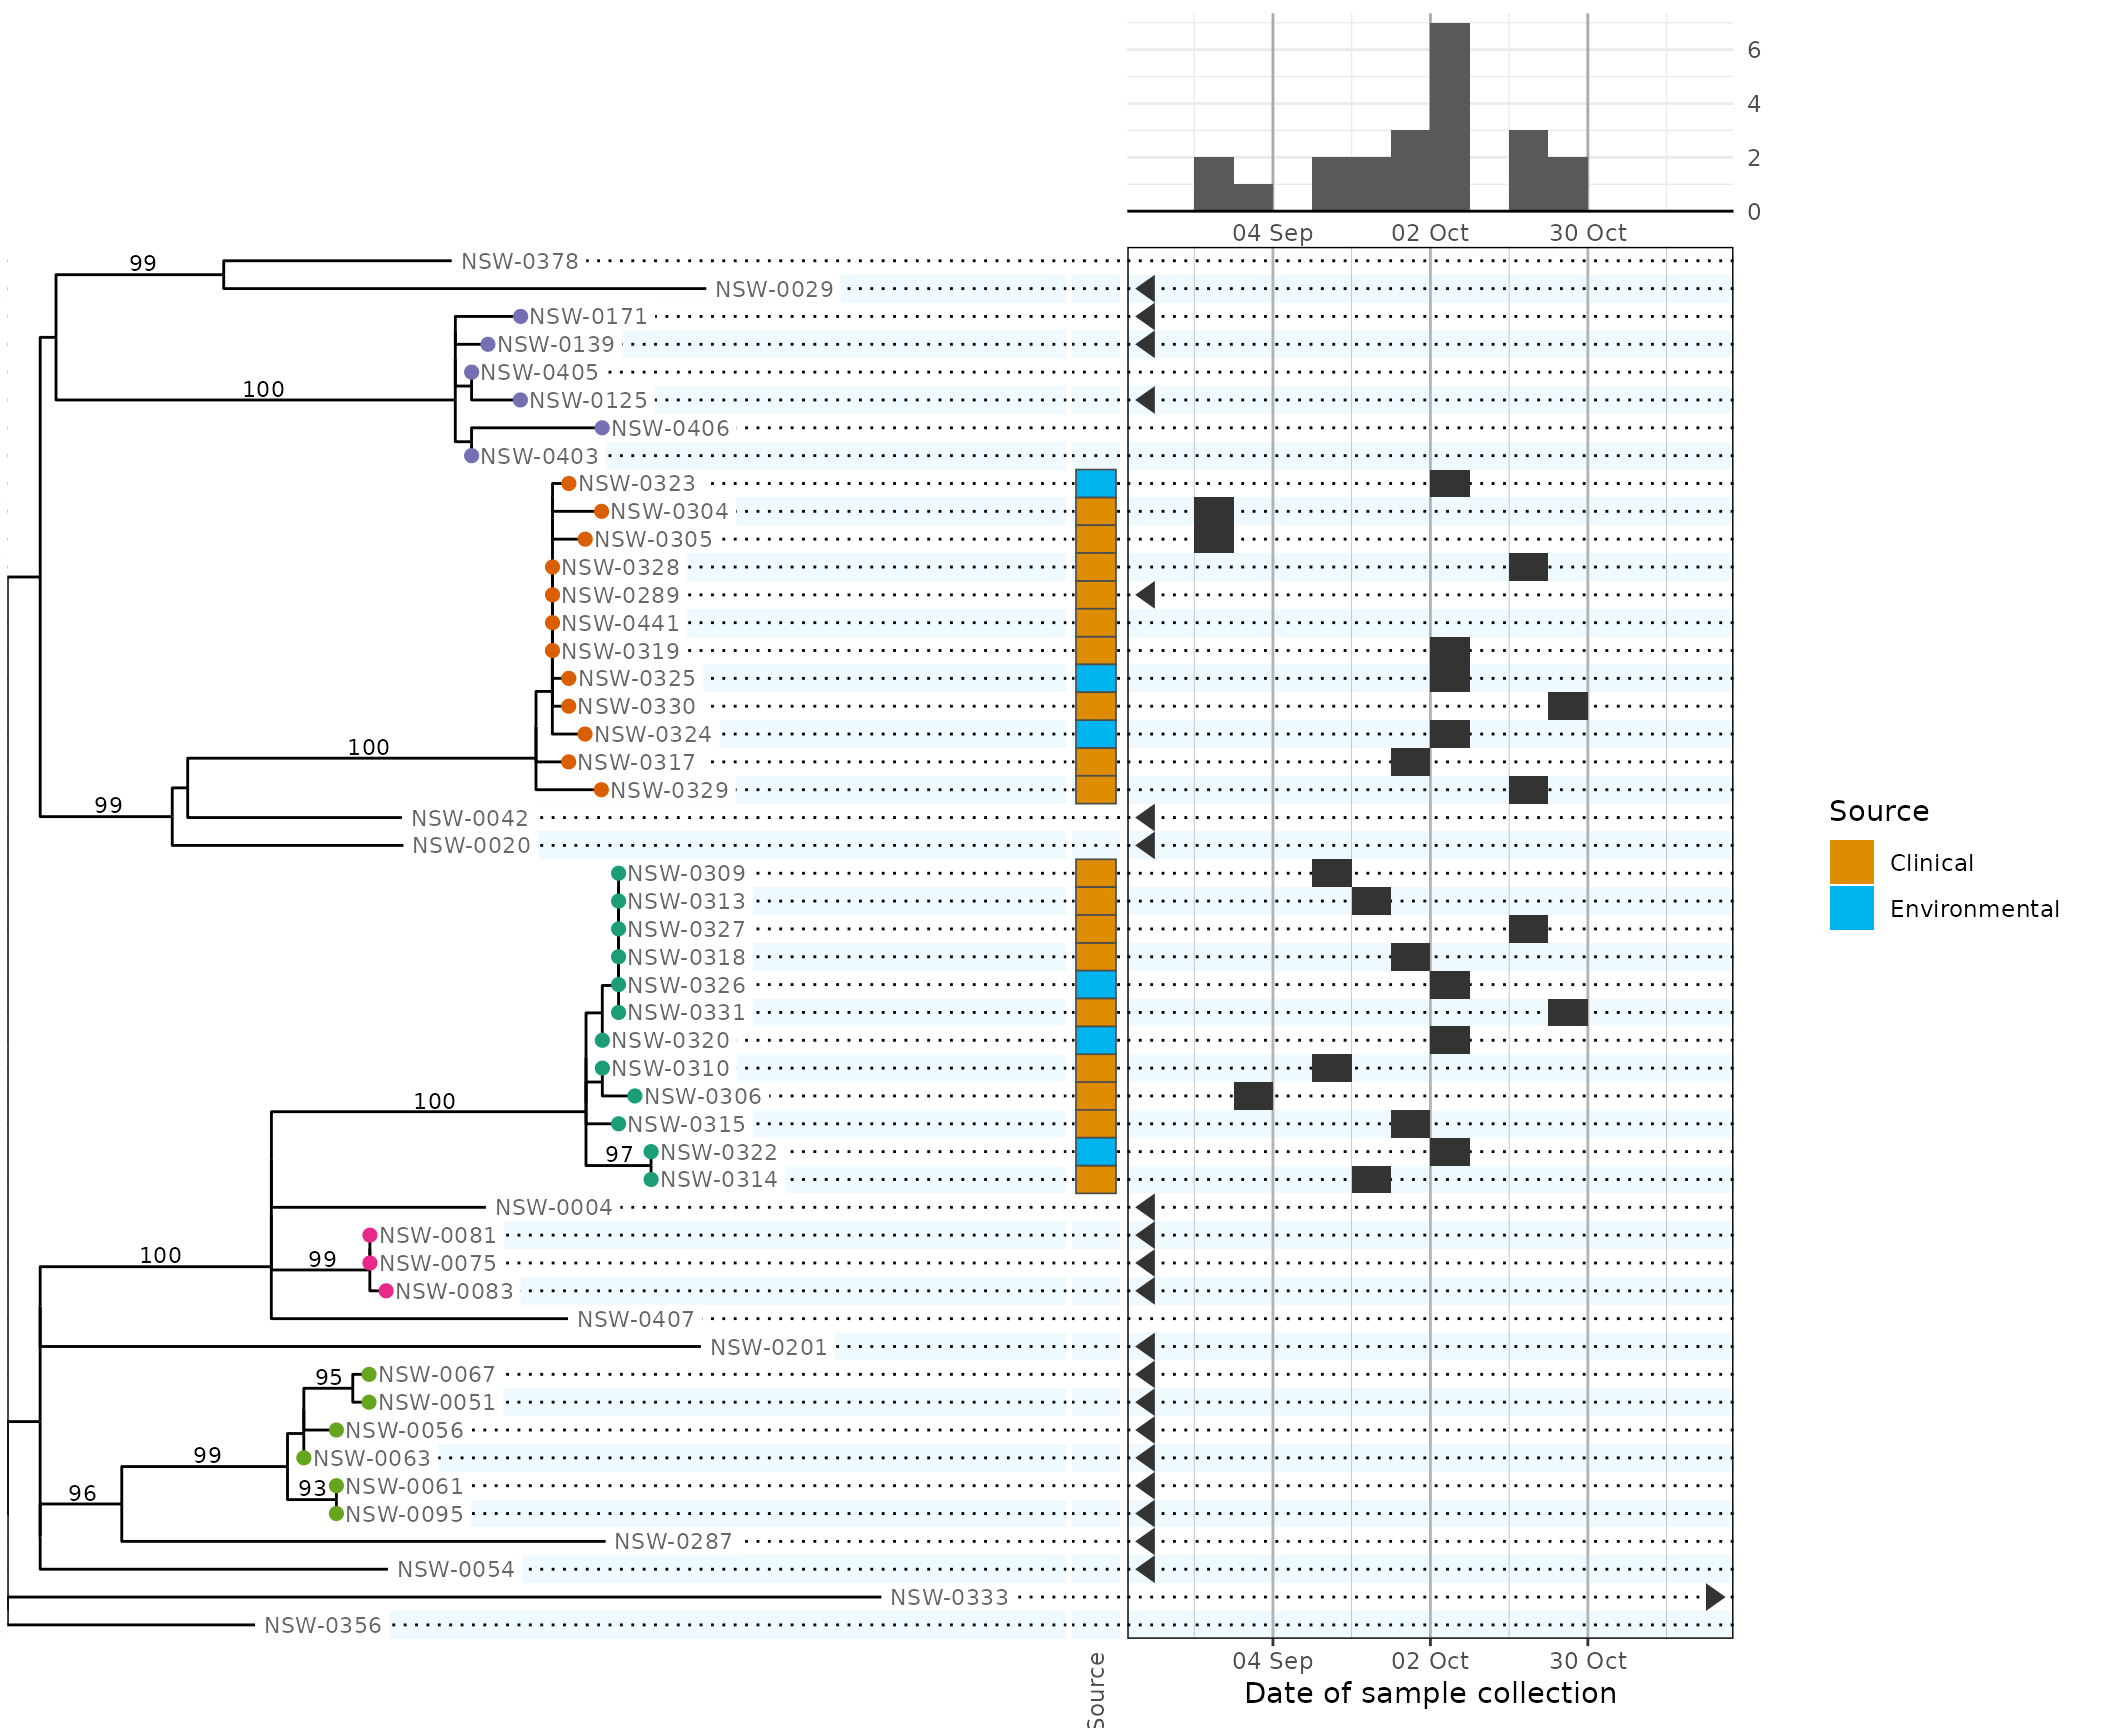 6
4
2
0
04 Sep 02 Oct 30 Oct
99
NSW-0378
NSW-0029
NSW-0171
NSW-0139
NSW-0405
100
NSW-0125
NSW-0406
NSW-0403
NSW-0323
NSW-0304
NSW-0305
NSW-0328
NSW-0289
NSW-0441
NSW-0319
NSW-0325
NSW-0330
NSW-0324
100
NSW-0317
NSW-0329
99
NSW-0042
NSW-0020
NSW-0309
NSW-0313
NSW-0327
NSW-0318
NSW-0326
NSW-0331
NSW-0320
NSW-0310
NSW-0306
100
NSW-0315
97
NSW-0322
NSW-0314
NSW-0004
NSW-0081
100
99
NSW-0075
NSW-0083
NSW-0407
NSW-0201
95
NSW-0067
NSW-0051
NSW-0056
99
NSW-0063
96
93
NSW-0061
NSW-0095
NSW-0287
NSW-0054
NSW-0333
NSW-0356
Source
04 Sep 02 Oct 30 Oct
Date of sample collection
Source
Clinical
Environmental